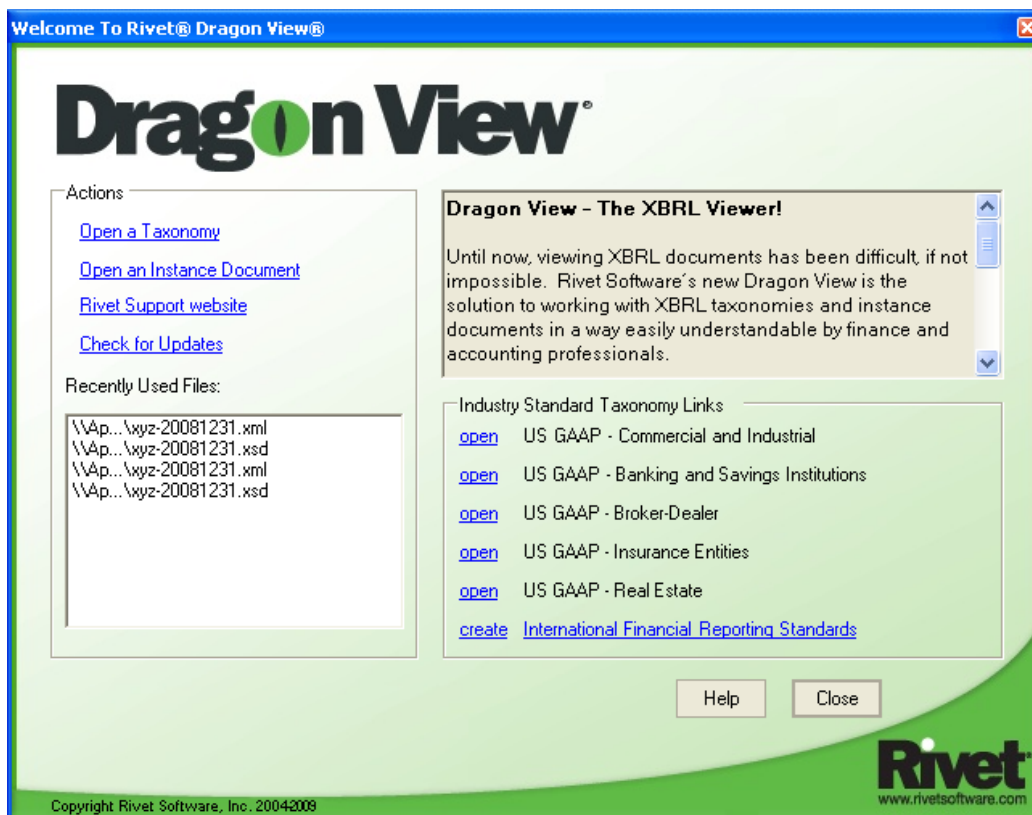 Welcome To Rivet® Dragon View®
Dragon View®
Actions
Open a Taxonomy
Open an Instance Document
Rivet Support website
Check for Updates
Recently Used Files:
\\Ap...\xyz-20081231.xml
\\Ap...\xyz-20081231.xsd
\\Ap...\xyz-20081231.xml
\\Ap...\xyz-20081231.xsd
Dragon View - The XBRL Viewer!
Until now, viewing XBRL documents has been difficult, if not
impossible. Rivet Software´s new Dragon View is the
solution to working with XBRL taxonomies and instance
documents in a way easily understandable by finance and
accounting professionals.
Industry Standard Taxonomy Links
open US GAAP - Commercial and Industrial
open US GAAP - Banking and Savings Institutions
open US GAAP - Broker-Dealer
open US GAAP - Insurance Entities
open US GAAP - Real Estate
create International Financial Reporting Standards
Help Close
Rivet
www.rivetsoftware.com
Copyright Rivet Software, Inc. 2004-2009